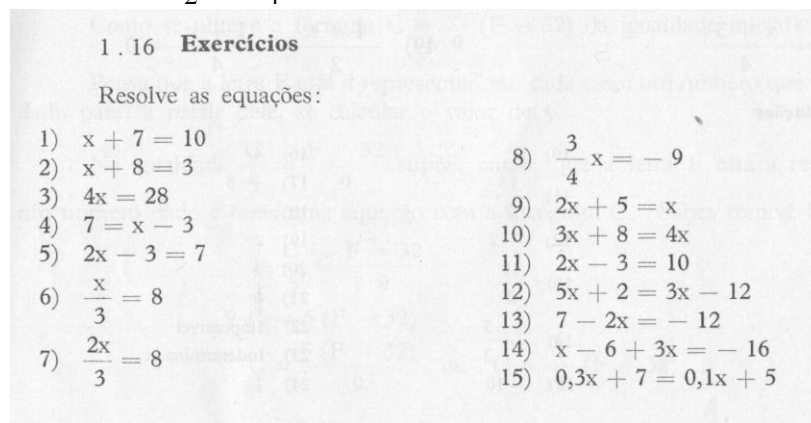 1.16 Exercícios
Resolve as equações:
1) x + 7 = 10
2) x + 8 = 3
3) 4x = 28
4) 7 = x — 3
5) 2x — 3 = 7
6) x/3 = 8
7) 2x/3 = 8
8) 3/4 x = — 9
9) 2x + 5 = x
10) 3x + 8 = 4x
11) 2x — 3 = 10
12) 5x + 2 = 3x — 12
13) 7 — 2x = — 12
14) x — 6 + 3x = — 16
15) 0,3x + 7 = 0,1x + 5